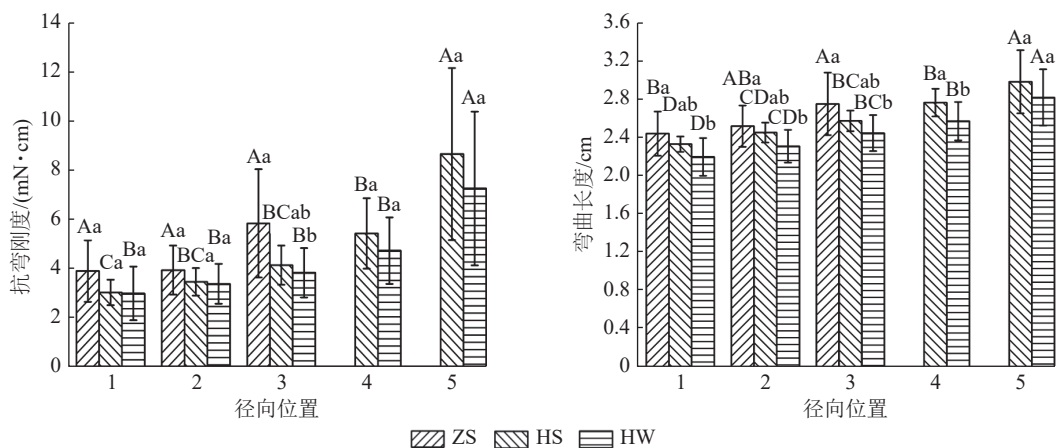 14
12
10
8
6
4
2
0
抗弯刚度/(mN·cm)
Aa
Ca
Ba
Aa
BCa
Ba
Aa
BCab
Bb
Ba
Ba
Aa
Aa
1 2 3 4 5
径向位置
3.6
3.2
2.8
2.4
2.0
1.6
1.2
0.8
0.4
0
弯曲长度/cm
Ba
Dab
Db
ABa
CDab
CDb
Aa
BCab
BCb
Ba
Bb
Aa
Aa
1 2 3 4 5
径向位置
ZS HS HW